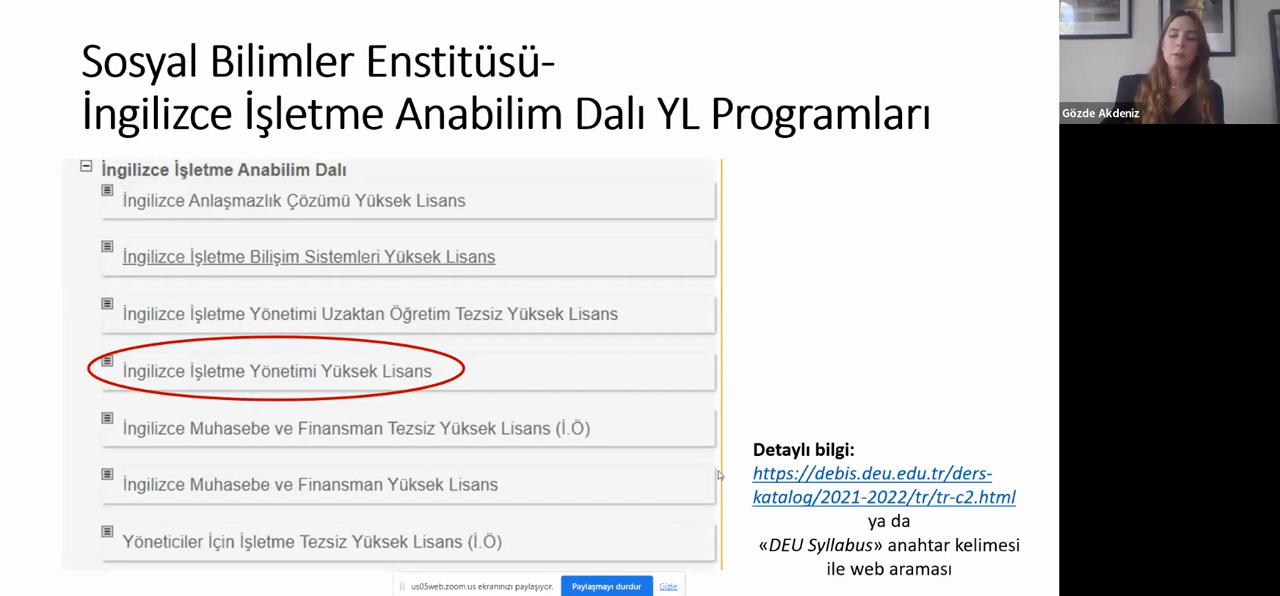 Sosyal Bilimler Enstitüsü-
İngilizce İşletme Anabilim Dalı YL Programları
Gözde Akdeniz
İngilizce İşletme Anabilim Dalı
İngilizce Anlaşmazlık Çözümü Yüksek Lisans
İngilizce İşletme Bilişim Sistemleri Yüksek Lisans
İngilizce İşletme Yönetimi Uzaktan Öğretim Tezsiz Yüksek Lisans
İngilizce İşletme Yönetimi Yüksek Lisans
İngilizce Muhasebe ve Finansman Tezsiz Yüksek Lisans (İ.Ö)
İngilizce Muhasebe ve Finansman Yüksek Lisans
Yöneticiler İçin İşletme Tezsiz Yüksek Lisans (İ.Ö)
Detaylı bilgi:
https://debis.deu.edu.tr/ders-
katalog/2021-2022/tr/tr-c2.html
ya da
«DEU Syllabus» anahtar kelimesi
ile web araması
us05web.zoom.us ekranınızı paylaşıyor.
Paylaşmayı durdur
Gizle